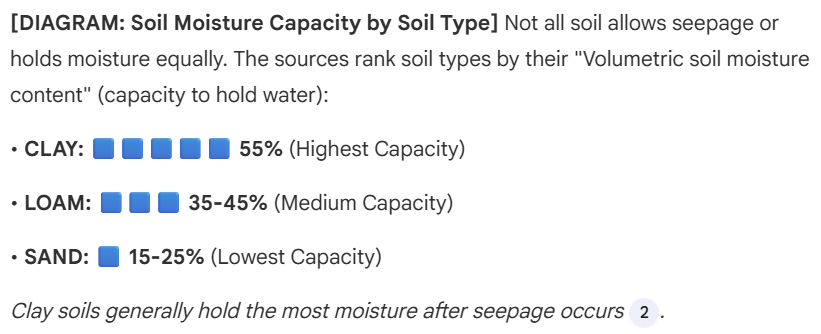 [DIAGRAM: Soil Moisture Capacity by Soil Type] Not all soil allows seepage or
holds moisture equally. The sources rank soil types by their "Volumetric soil moisture
content" (capacity to hold water):
• CLAY: 🟦🟦🟦🟦🟦 55% (Highest Capacity)
• LOAM: 🟦🟦🟦 35-45% (Medium Capacity)
• SAND: 🟦 15-25% (Lowest Capacity)
Clay soils generally hold the most moisture after seepage occurs 2 .